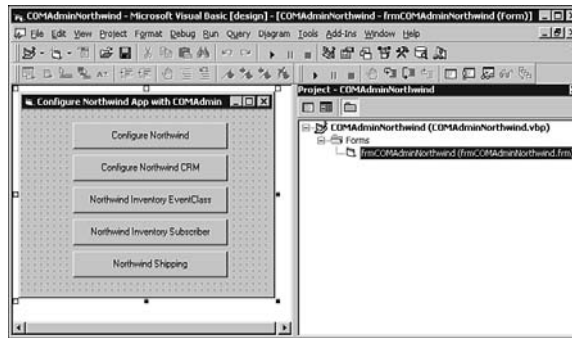 COMAdminNorthwind - Microsoft Visual Basic [design] - [COMAdminNorthwind - frmCOMAdminNorthwind (Form)]
File Edit View Project Format Debug Run Query Diagram Tools Add-Ins Window Help
Project - COMAdminNorthwind
Configure Northwind App with COMAdmin
Configure Northwind
Configure Northwind CRM
Northwind Inventory EventClass
Northwind Inventory Subscriber
Northwind Shipping
COMAdminNorthwind (COMAdminNorthwind.vbp)
Forms
frmCOMAdminNorthwind (frmCOMAdminNorthwind.frm)